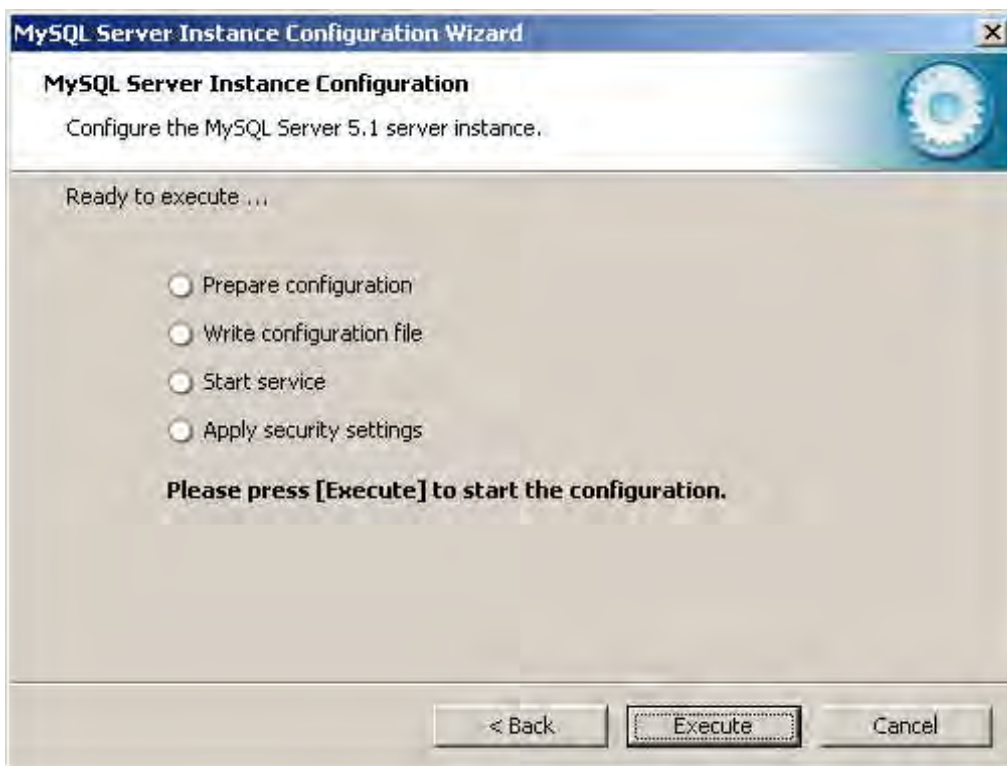 MySQL Server Instance Configuration Wizard
MySQL Server Instance Configuration
Configure the MySQL Server 5.1 server instance.
Ready to execute ...
Prepare configuration
Write configuration file
Start service
Apply security settings
Please press [Execute] to start the configuration.
< Back Execute Cancel